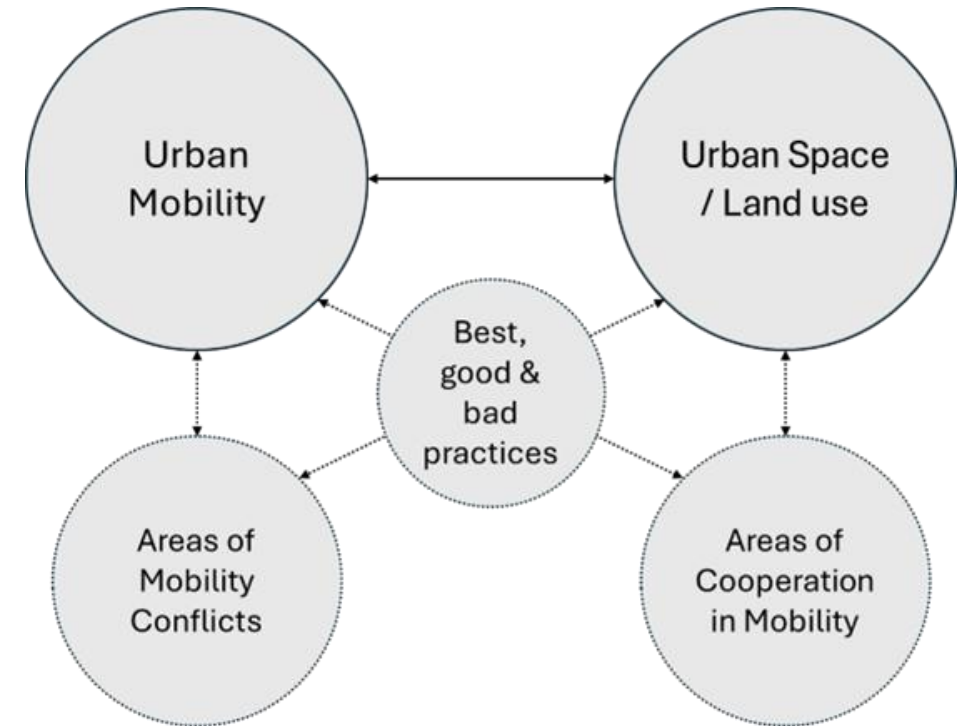 Urban
Mobility
Urban Space
/ Land use
Best,
good &
bad
practices
Areas of
Mobility
Conflicts
Areas of
Cooperation
in Mobility